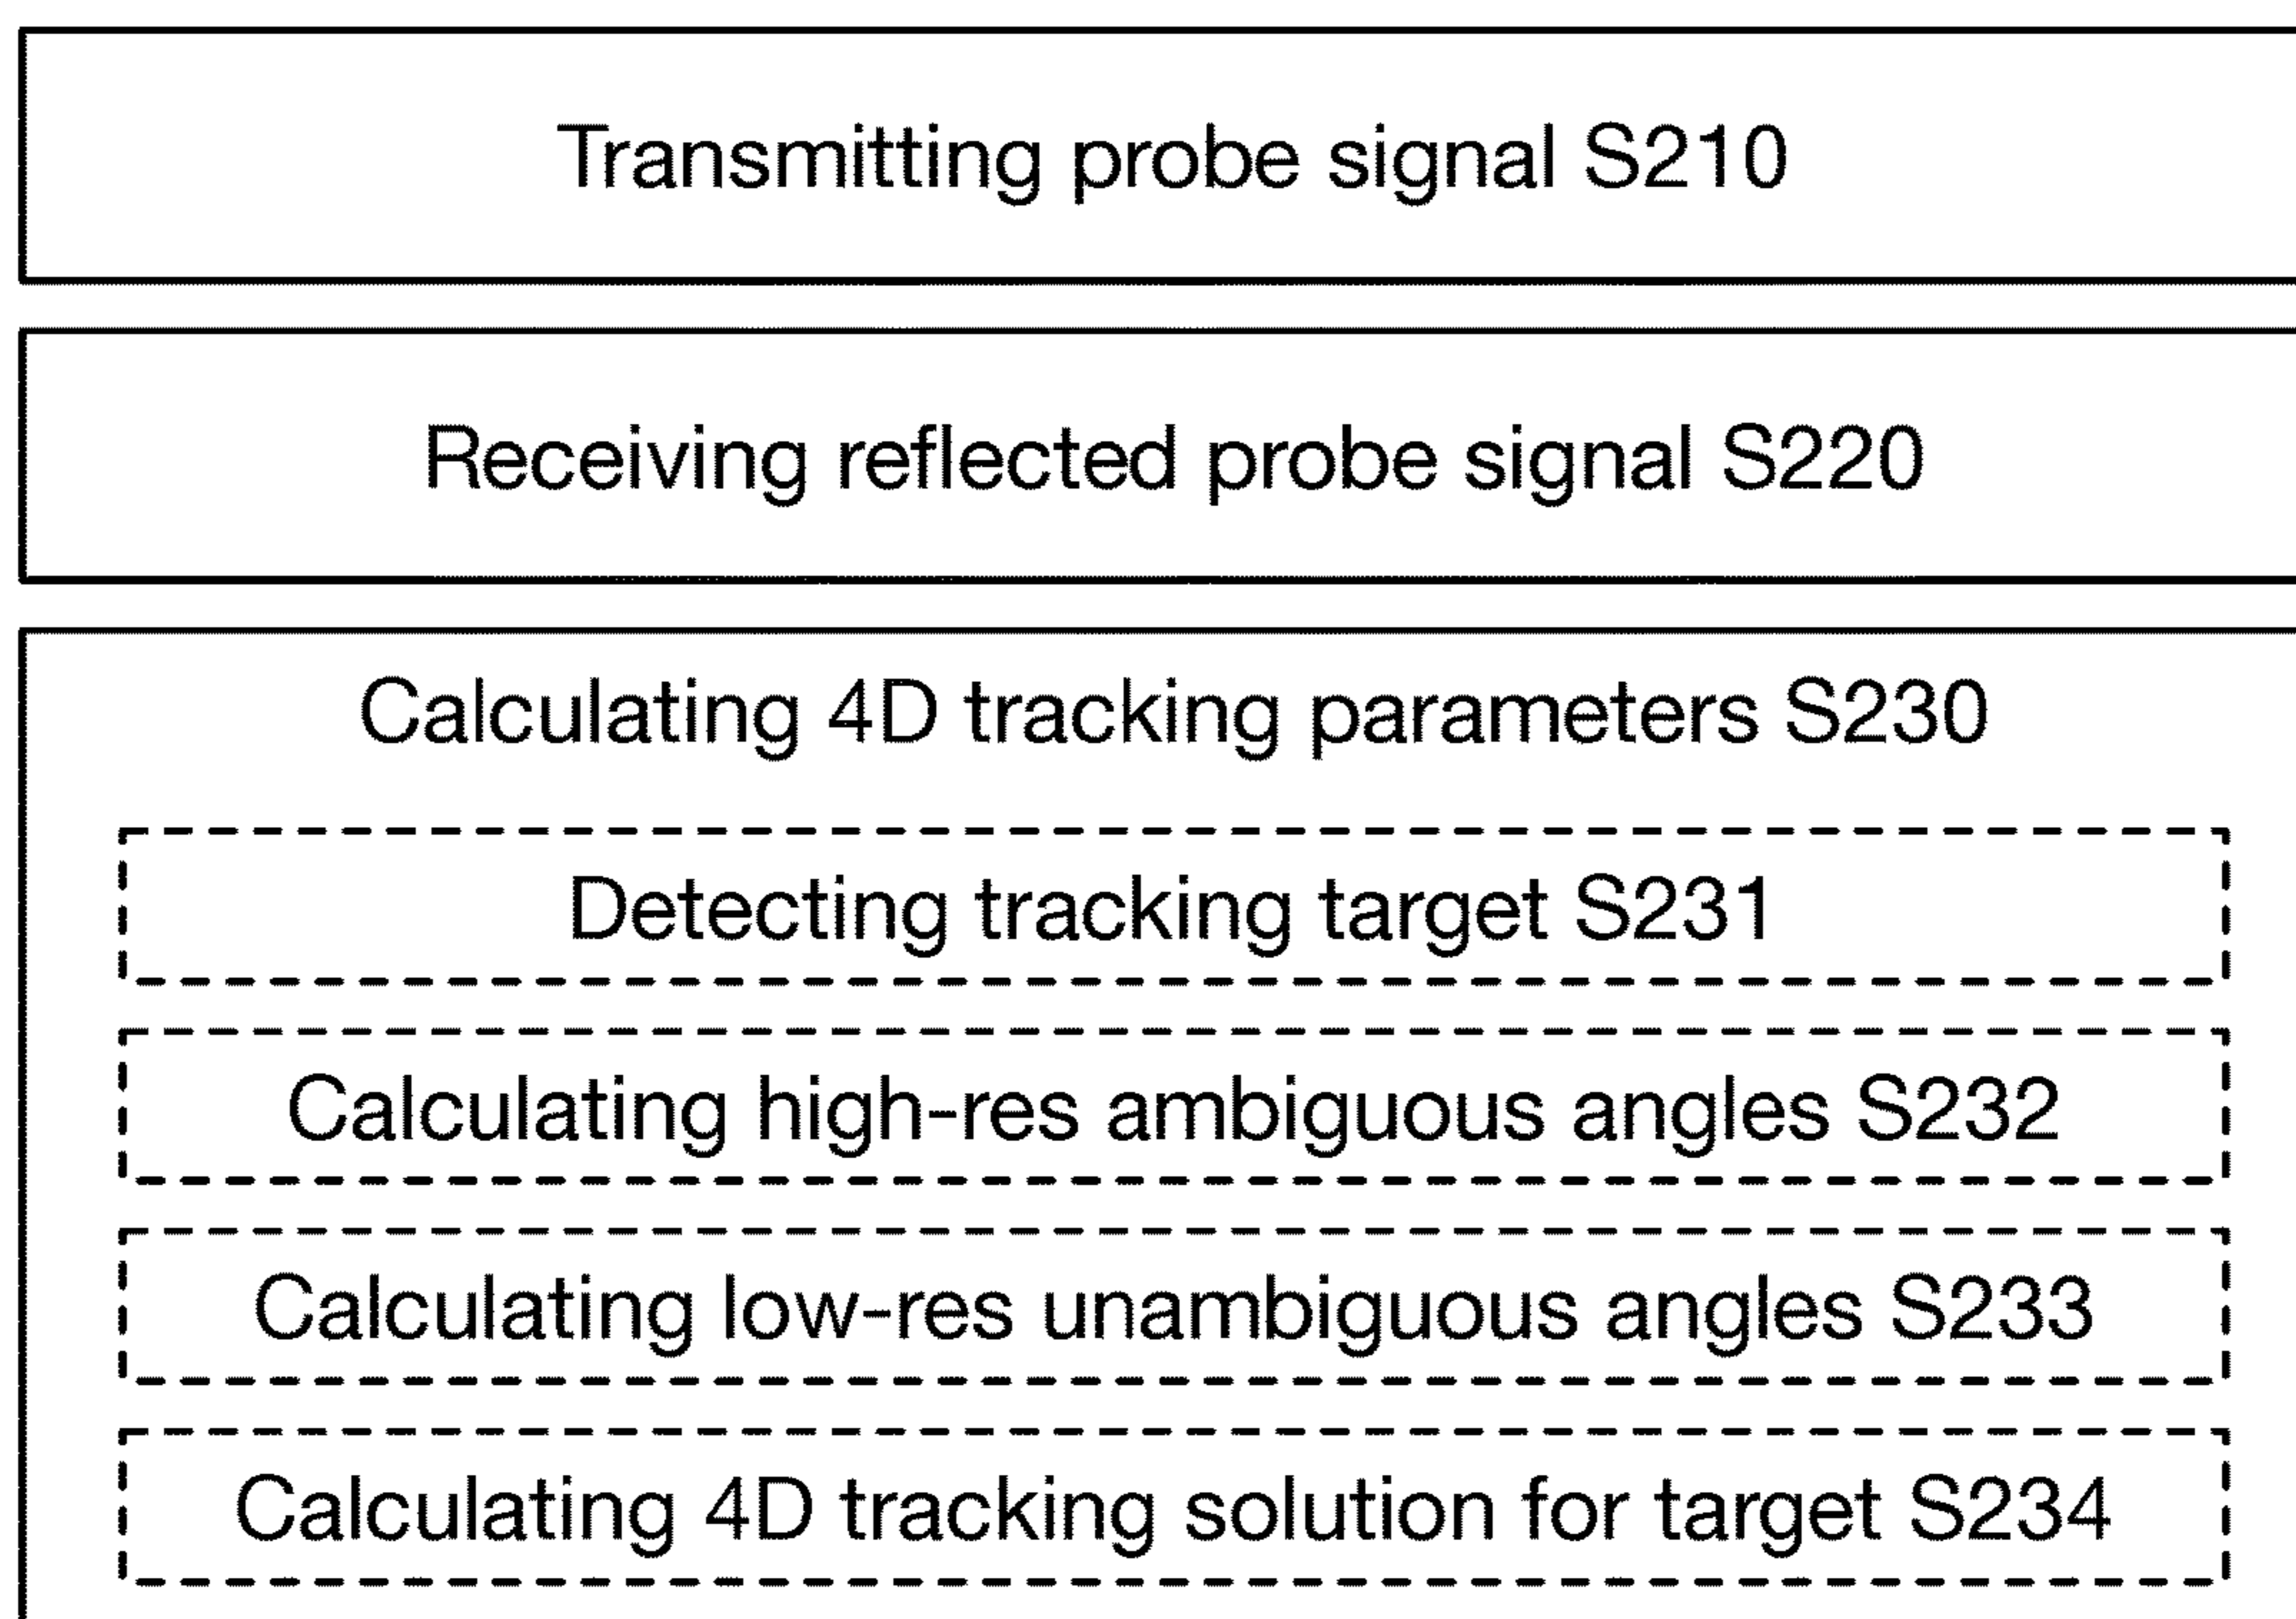 Transmitting probe signal S210
Receiving reflected probe signal S220
Calculating 4D tracking parameters S230
Detecting tracking target S231
Calculating high-res ambiguous angles S232
Calculating low-res unambiguous angles S233
Calculating 4D tracking solution for target S234